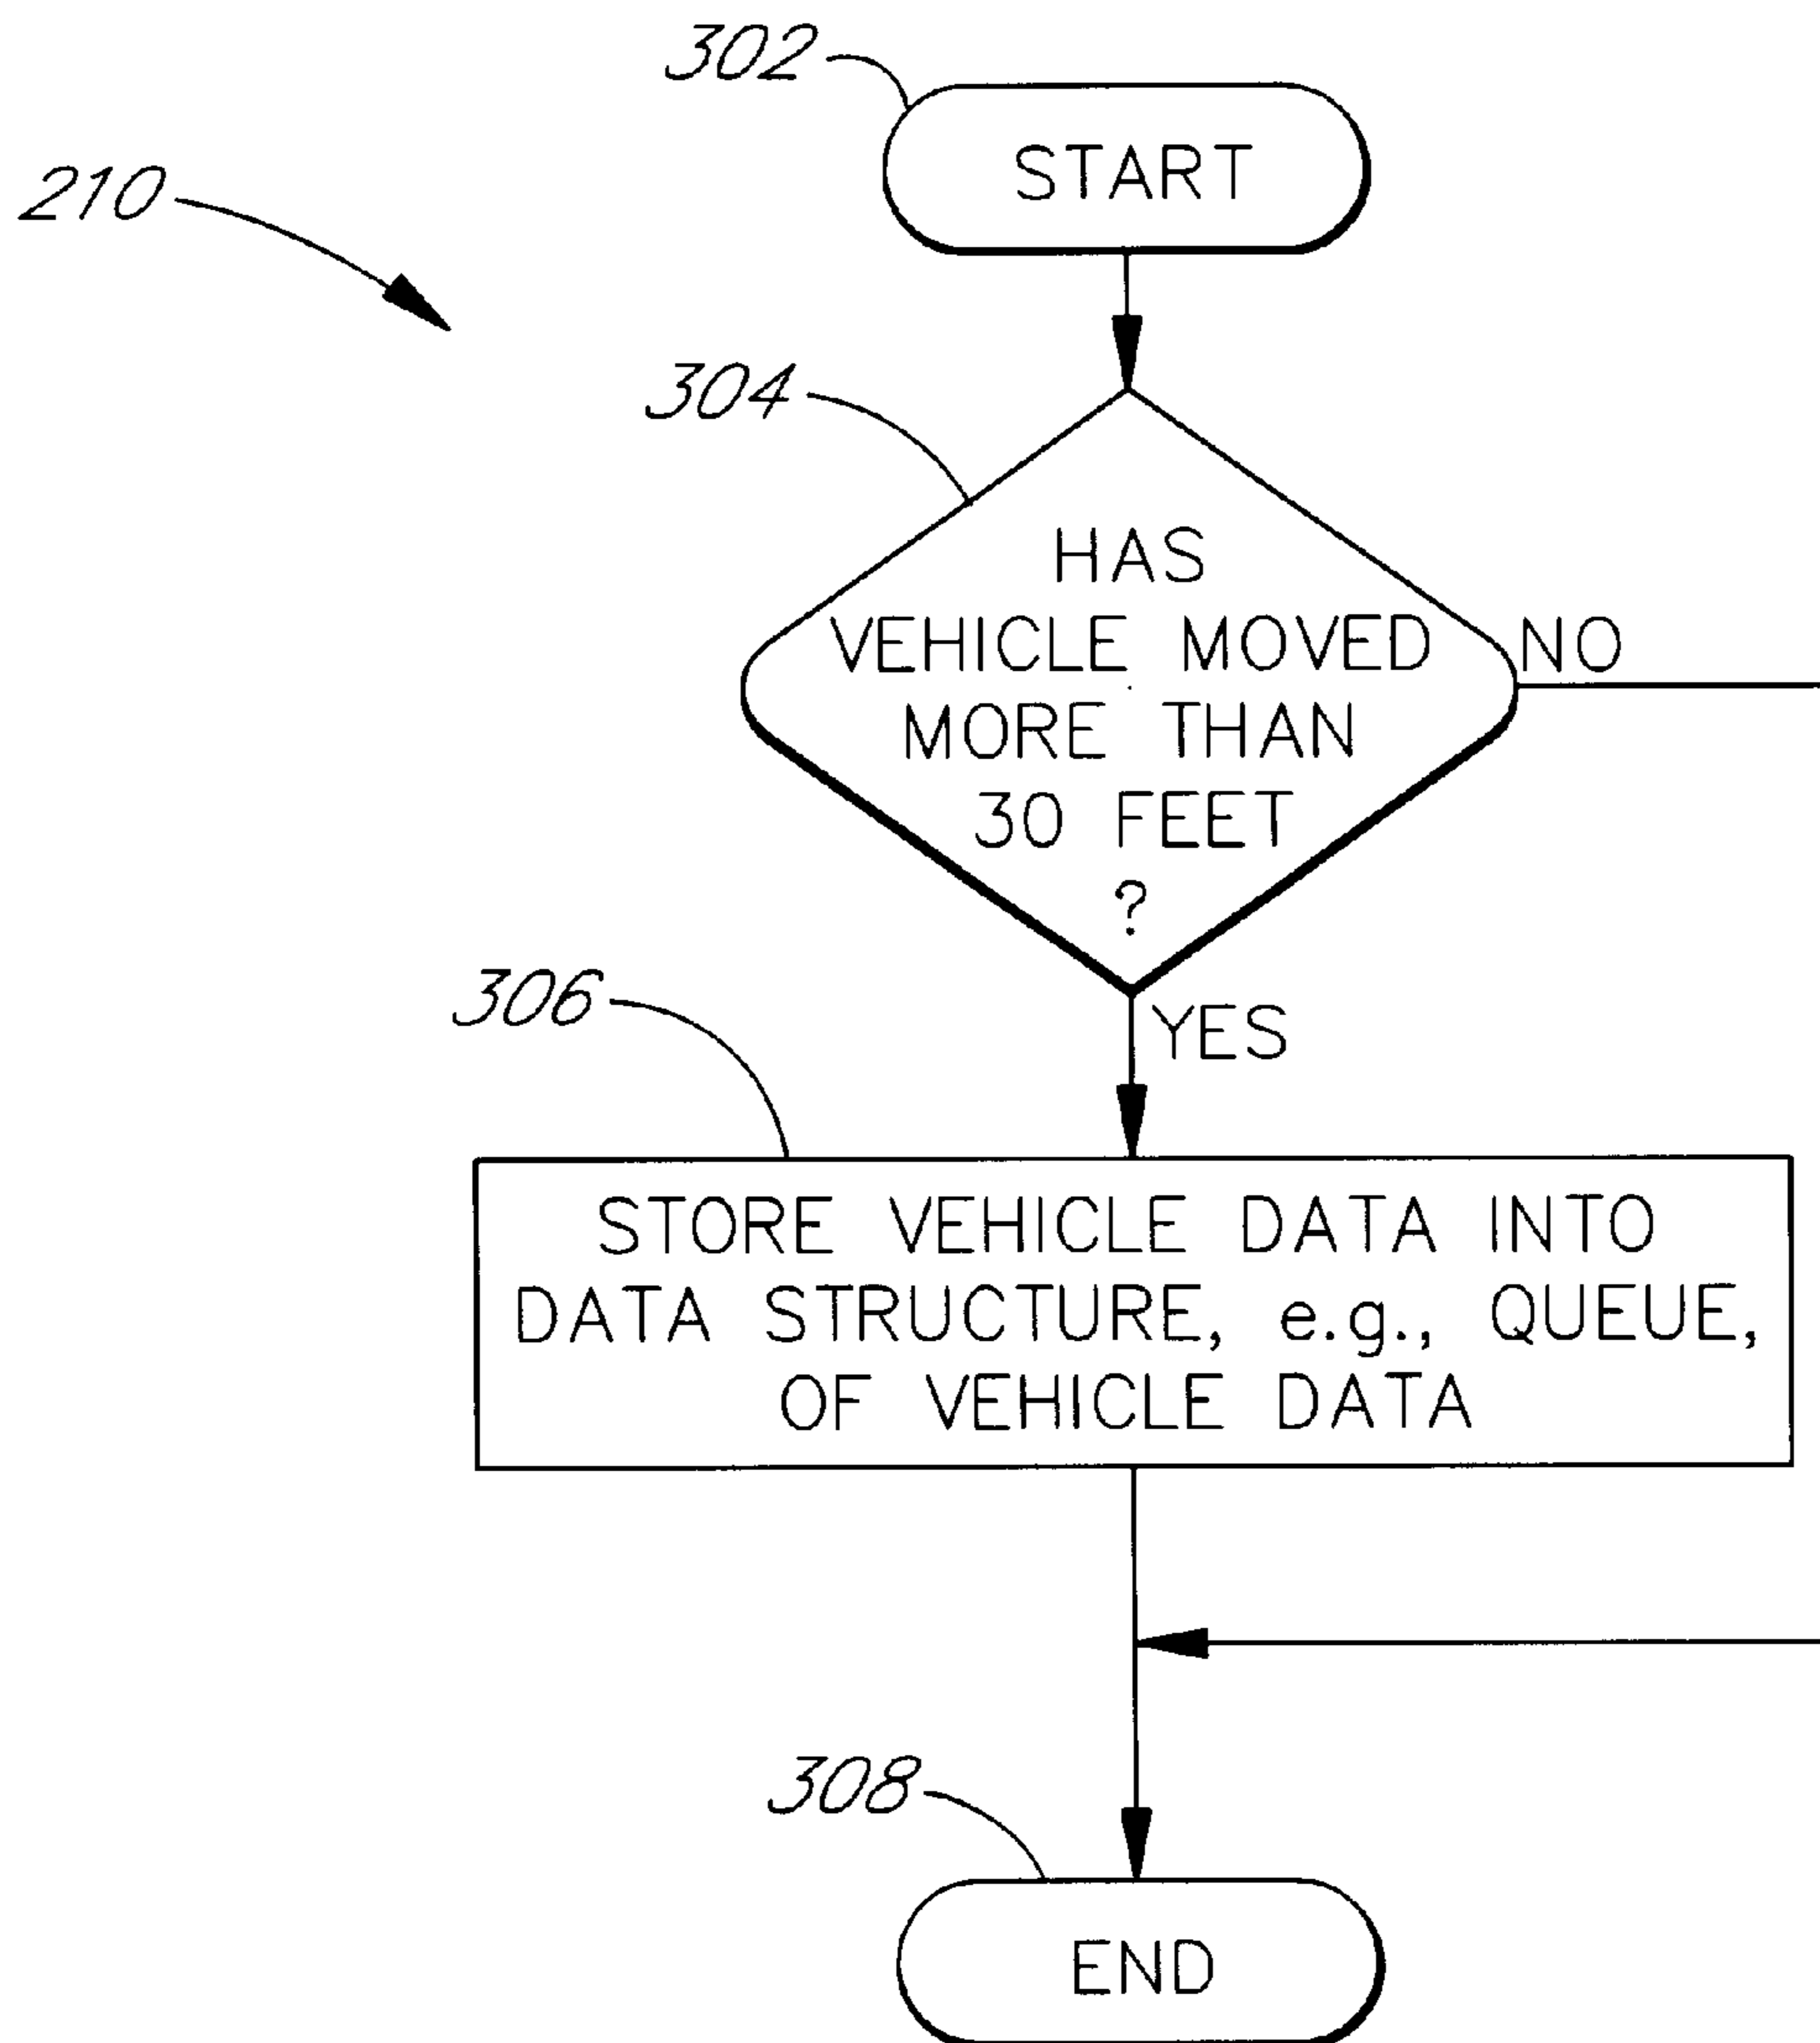 302
START
210
304
HAS
VEHICLE MOVED
MORE THAN
30 FEET
?
NO
YES
306
STORE VEHICLE DATA INTO
DATA STRUCTURE, e.g., QUEUE,
OF VEHICLE DATA
308
END